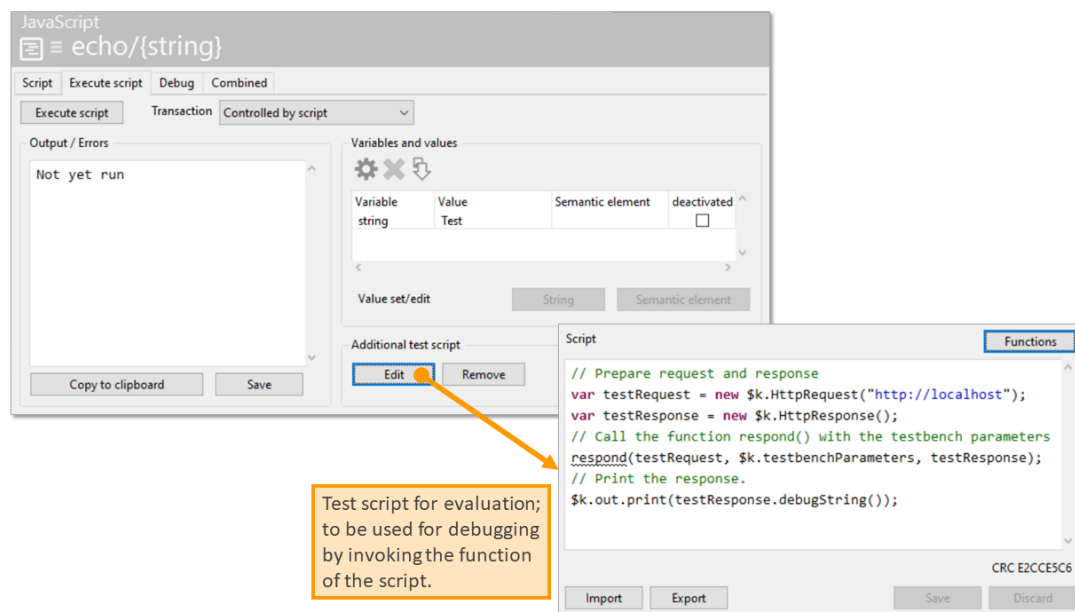 JavaScript
echo/{string}
Script Execute script Debug Combined
Execute script Transaction Controlled by script
Output / Errors
Not yet run
Copy to clipboard Save
Variables and values
Variable Value Semantic element deactivated
string Test
Value set/edit String Semantic element
Additional test script
Edit Remove
Script Functions
// Prepare request and response
var testRequest = new $k.HttpRequest("http://localhost");
var testResponse = new $k.HttpResponse();
// Call the function respond() with the testbench parameters
respond(testRequest, $k.testbenchParameters, testResponse);
// Print the response.
$k.out.print(testResponse.debugString());
CRC E2CCE5C6
Import Export Save Discard
Test script for evaluation;
to be used for debugging
by invoking the function
of the script.